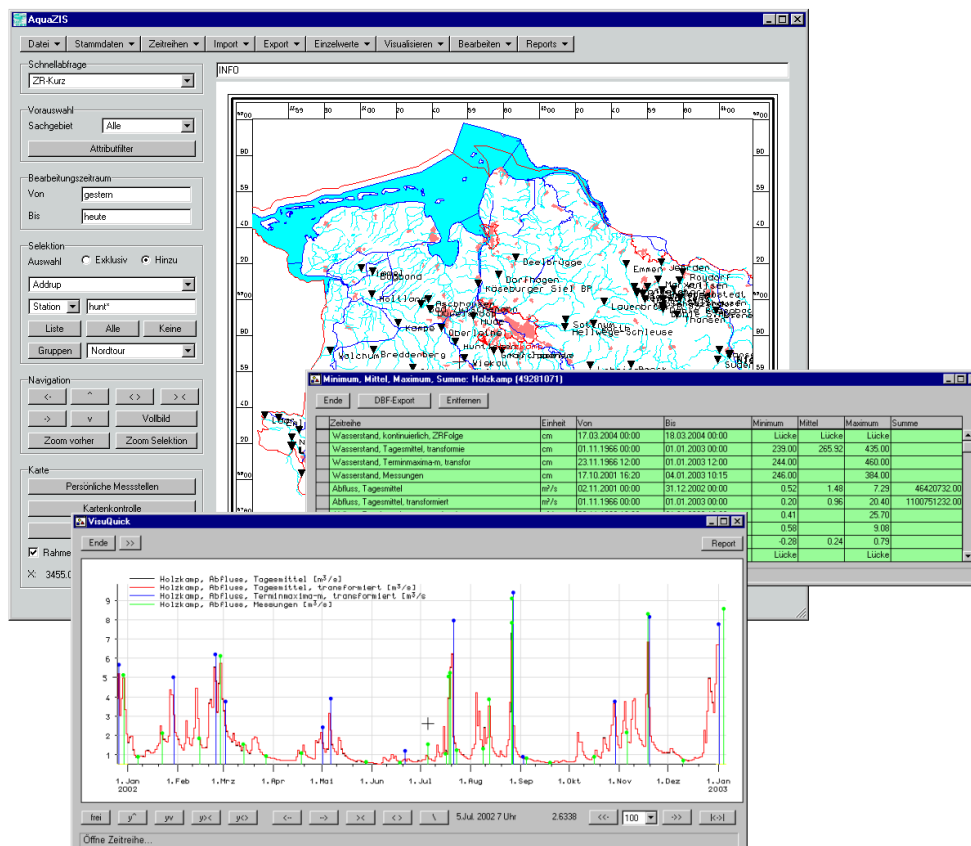 AquaZIS
Datei Stammdaten Zeitreihen Import Export Einzelwerte Visualisieren Bearbeiten Reports
Schnellabfrage
ZR-Kurz
INFO
Vorauswahl
Sachgebiet Alle
Attributfilter
Bearbeitungszeitraum
Von gestern
Bis heute
Selektion
Auswahl Exklusiv Hinzu
Addrup
Station hunt*
Liste Alle Keine
Gruppen Nordtour
Navigation
<- ^ <> ><
-> v Vollbild
Zoom vorher Zoom Selektion
Karte
Persönliche Messstellen
Kartenkontrolle
Rahme
X: 3455.0
Deelbrügge
Emmen
Dorfhagen
Roydorf
Käseburger Siel BP
Hellwege-Schleuse
Hude
Kampe
Walchum
Breddenberg
Minimum, Mittel, Maximum, Summe: Holzkamp (49281071)
Ende DBF-Export Entfernen
Zeitreihe Einheit Von Bis Minimum Mittel Maximum Summe
Wasserstand, kontinuierlich, ZRFolge cm 17.03.2004 00:00 18.03.2004 00:00 Lücke Lücke Lücke
Wasserstand, Tagesmittel, transformie cm 01.11.1966 00:00 01.01.2003 00:00 239.00 265.92 435.00
Wasserstand, Terminmaxima-m, transfor cm 23.11.1966 12:00 01.01.2003 12:00 244.00 460.00
Wasserstand, Messungen cm 17.10.2001 16:20 04.01.2003 10:15 246.00 384.00
Abfluss, Tagesmittel m³/s 02.11.2001 00:00 31.12.2002 00:00 0.52 1.48 7.29 46420732.00
Abfluss, Tagesmittel, transformiert m³/s 01.11.1966 00:00 01.01.2003 00:00 0.20 0.96 20.40 1100751232.00
0.41 25.70
0.58 9.08
-0.28 0.24 0.79
Lücke Lücke
VisuQuick
Ende >> Report
Holzkamp, Abfluss, Tagesmittel [m³/s]
Holzkamp, Abfluss, Tagesmittel, transformiert [m³/s]
Holzkamp, Abfluss, Terminmaxima-m, transformiert [m³/s
Holzkamp, Abfluss, Messungen [m³/s]
9
8
7
6
5
4
3
2
1
1.Jan 1.Feb 1.Mrz 1.Apr 1.Mai 1.Jun 1.Jul 1.Aug 1.Sep 1.Okt 1.Nov 1.Dez 1.Jan
2002 2003
frei y^ yv y>< y<> <-- --> >< <> \ 5.Jul. 2002 7 Uhr 2.6338 <<- 100 ->> |<->|
Öffne Zeitreihe...